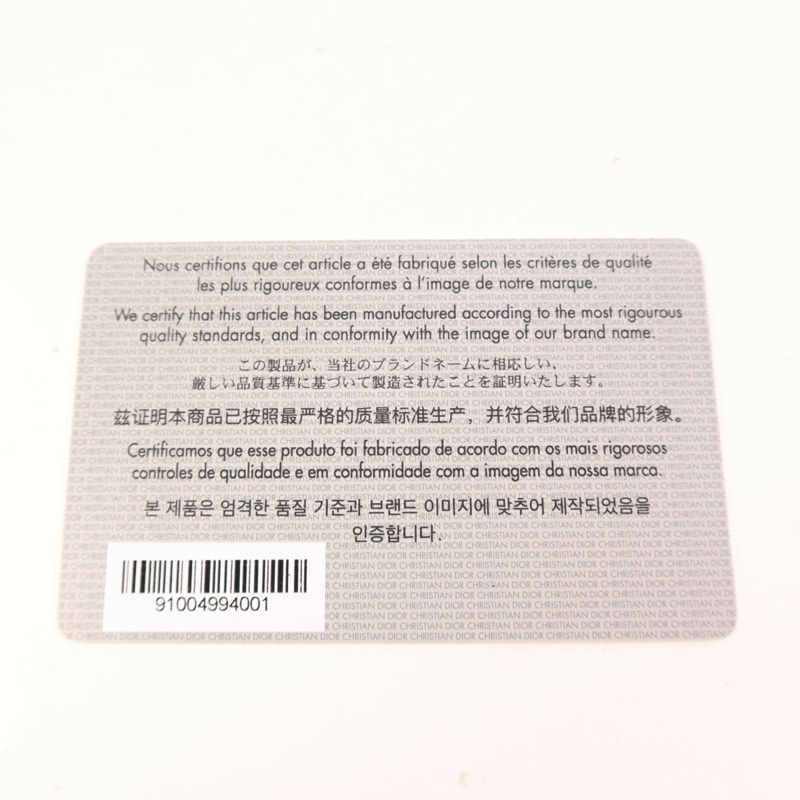 Nous certifions que cet article a été fabriqué selon les critères de qualité
les plus rigoureux conformes à l'image de notre marque.
We certify that this article has been manufactured according to the most rigourous
quality standards, and in conformity with the image of our brand name.
この製品が、当社のブランドネームに相応しい、
厳しい品質基準に基づいて製造されたことを証明いたします。
兹证明本商品已按照最严格的质量标准生产，并符合我们品牌的形象。
Certificamos que esse produto foi fabricado de acordo com os mais rigorosos
controles de qualidade e em conformidade com a imagem da nossa marca.
본 제품은 엄격한 품질 기준과 브랜드 이미지에 맞추어 제작되었음을
인증합니다.
91004994001